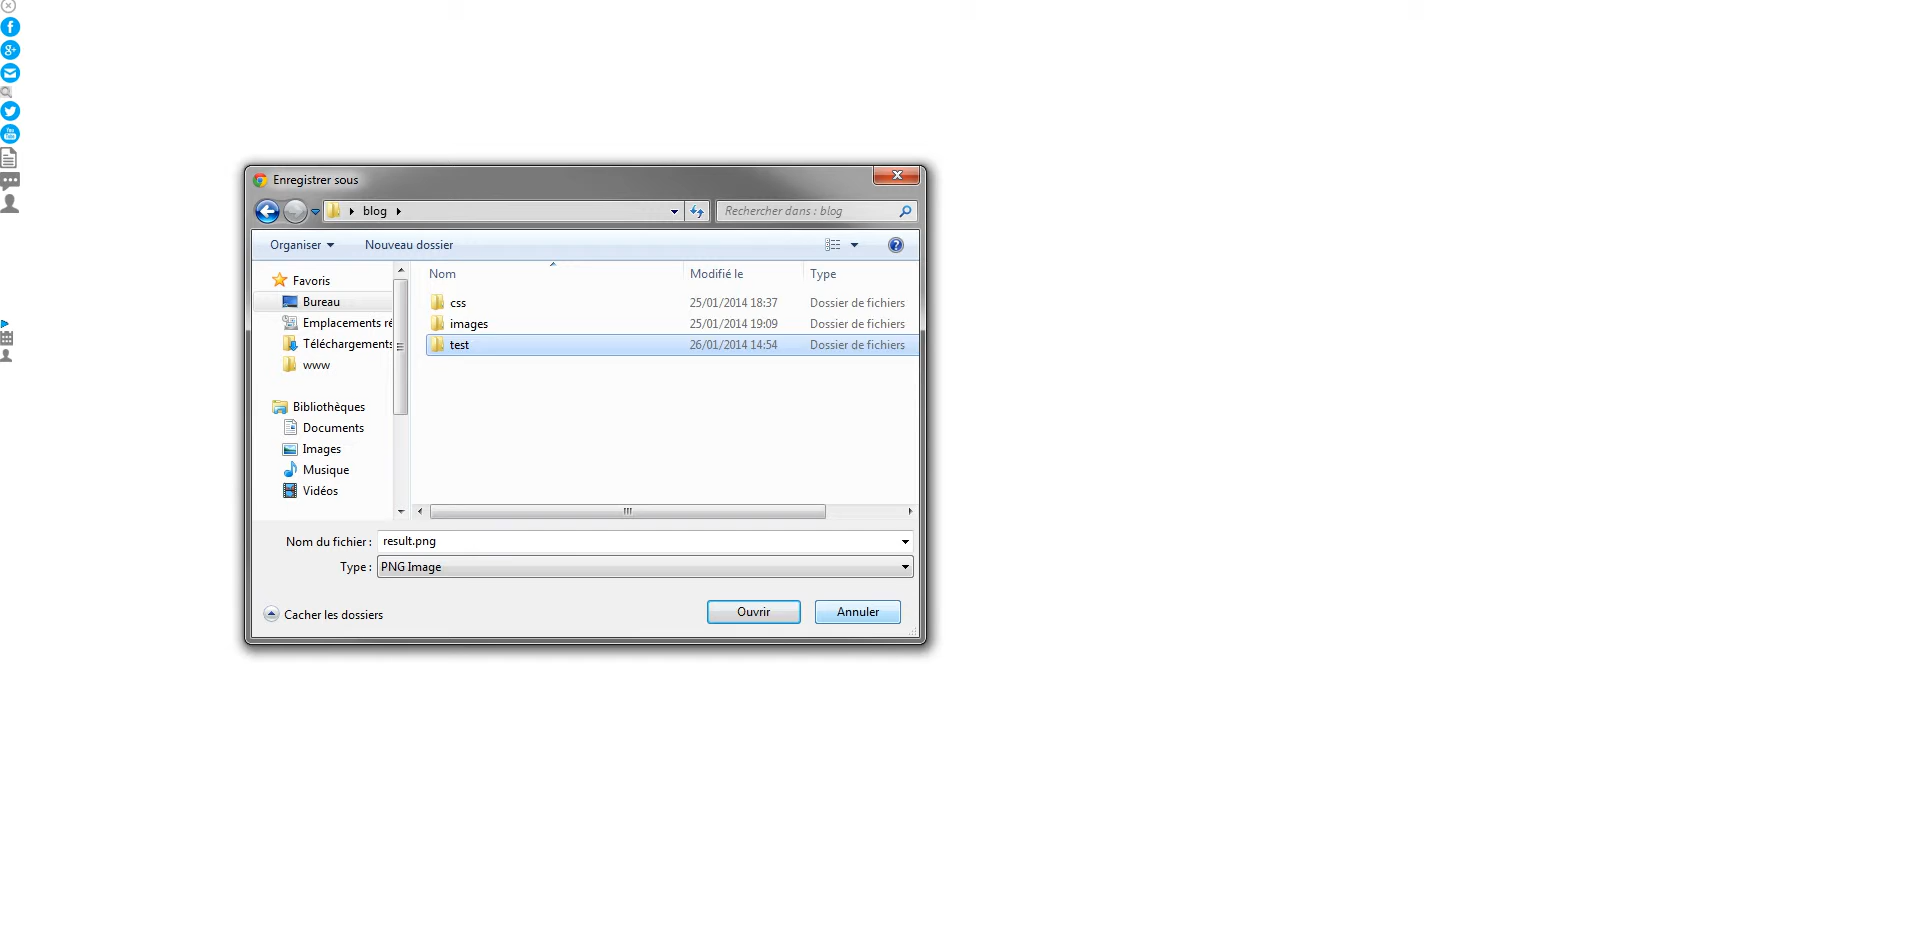 Enregistrer sous
blog
Rechercher dans : blog
Organiser
Nouveau dossier
Nom
Modifié le
Type
Favoris
Bureau
Emplacements ré
Téléchargements
www
Bibliothèques
Documents
Images
Musique
Vidéos
css 25/01/2014 18:37 Dossier de fichiers
images 25/01/2014 19:09 Dossier de fichiers
test 26/01/2014 14:54 Dossier de fichiers
Nom du fichier : result.png
Type : PNG Image
Cacher les dossiers
Ouvrir
Annuler